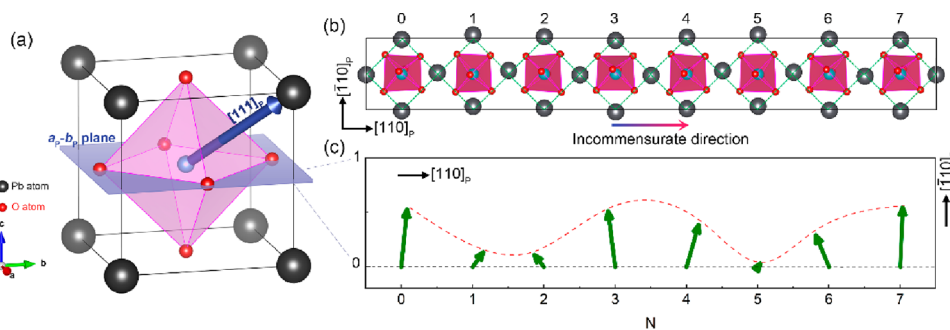 (a)
[111]P
aP-bP plane
Pb atom
O atom
c
b
a
(b)
0 1 2 3 4 5 6 7
[1̄10]P
[110]P
Incommensurate direction
(c)
1
[110]P
[1̄10]P
0
0 1 2 3 4 5 6 7
N